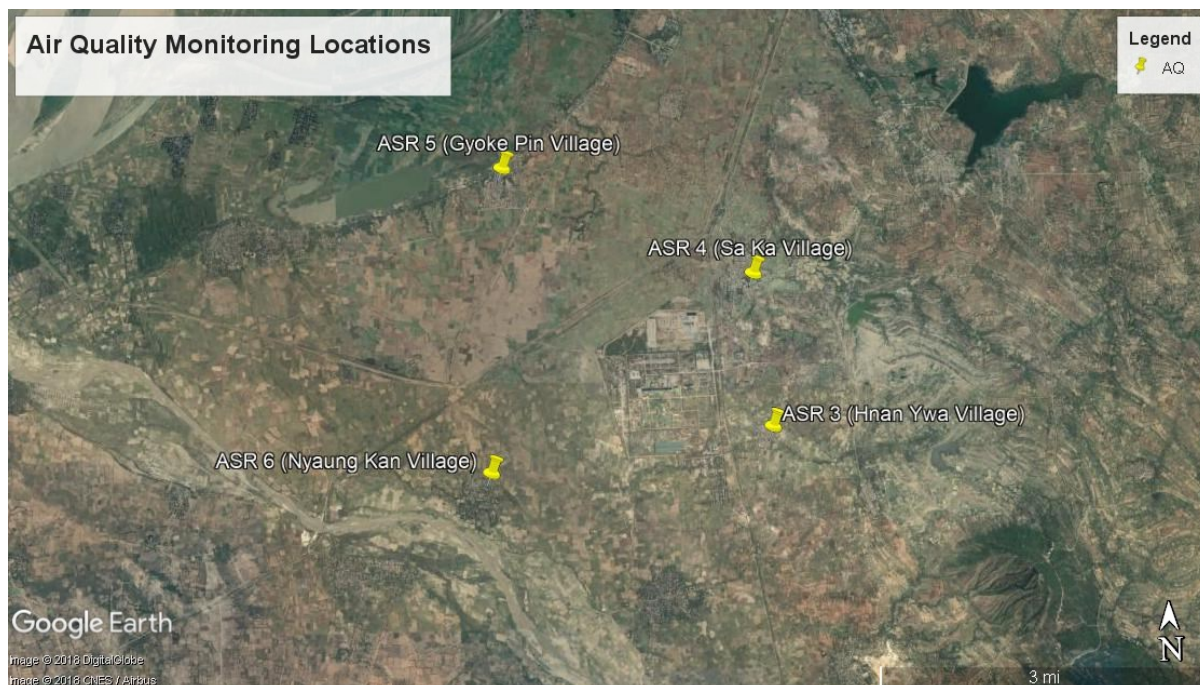 Air Quality Monitoring Locations
Legend
AQ
ASR 5 (Gyoke Pin Village)
ASR 4 (Sa Ka Village)
ASR 3 (Hnan Ywa Village)
ASR 6 (Nyaung Kan Village)
Google Earth
N
Image © 2018 DigitalGlobe
Image © 2018 CNES / Airbus
3 mi